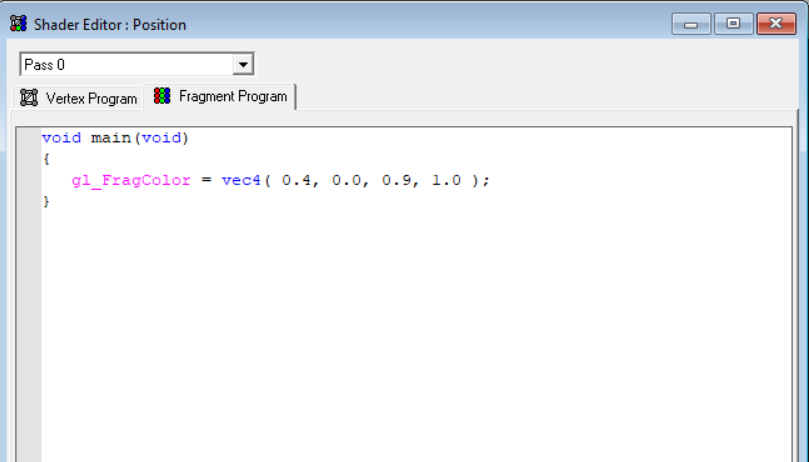 Shader Editor : Position
Pass 0
Vertex Program Fragment Program
void main(void)
{
gl_FragColor = vec4( 0.4, 0.0, 0.9, 1.0 );
}